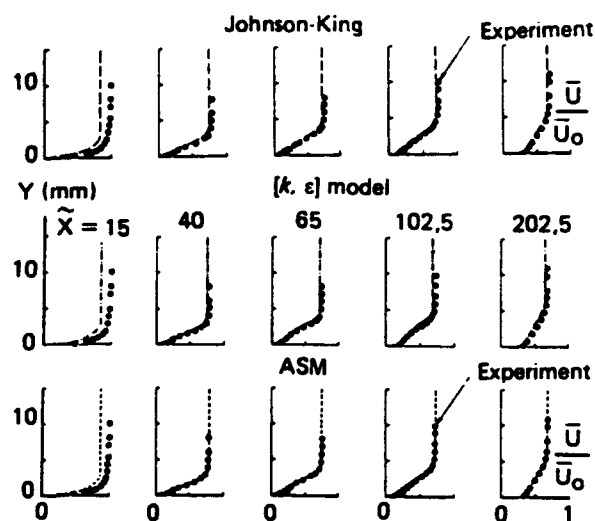 Johnson-King
Experiment
10
0
Ū
Ū₀
Y (mm)
[k, ε] model
X̃ = 15
40
65
102,5
202,5
10
0
ASM
Experiment
10
0
Ū
Ū₀
0
0
0
0
0
1